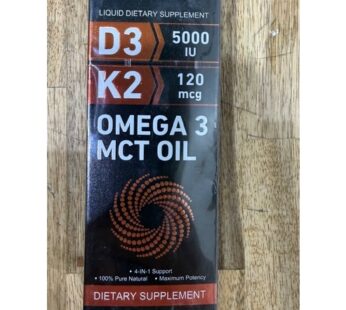 LIQUID DIETARY SUPPLEMENT
D3 5000 IU
K2 120 mcg
OMEGA 3
MCT OIL
• 4-IN-1 Support
• 100% Pure Natural • Maximum Potency
DIETARY SUPPLEMENT